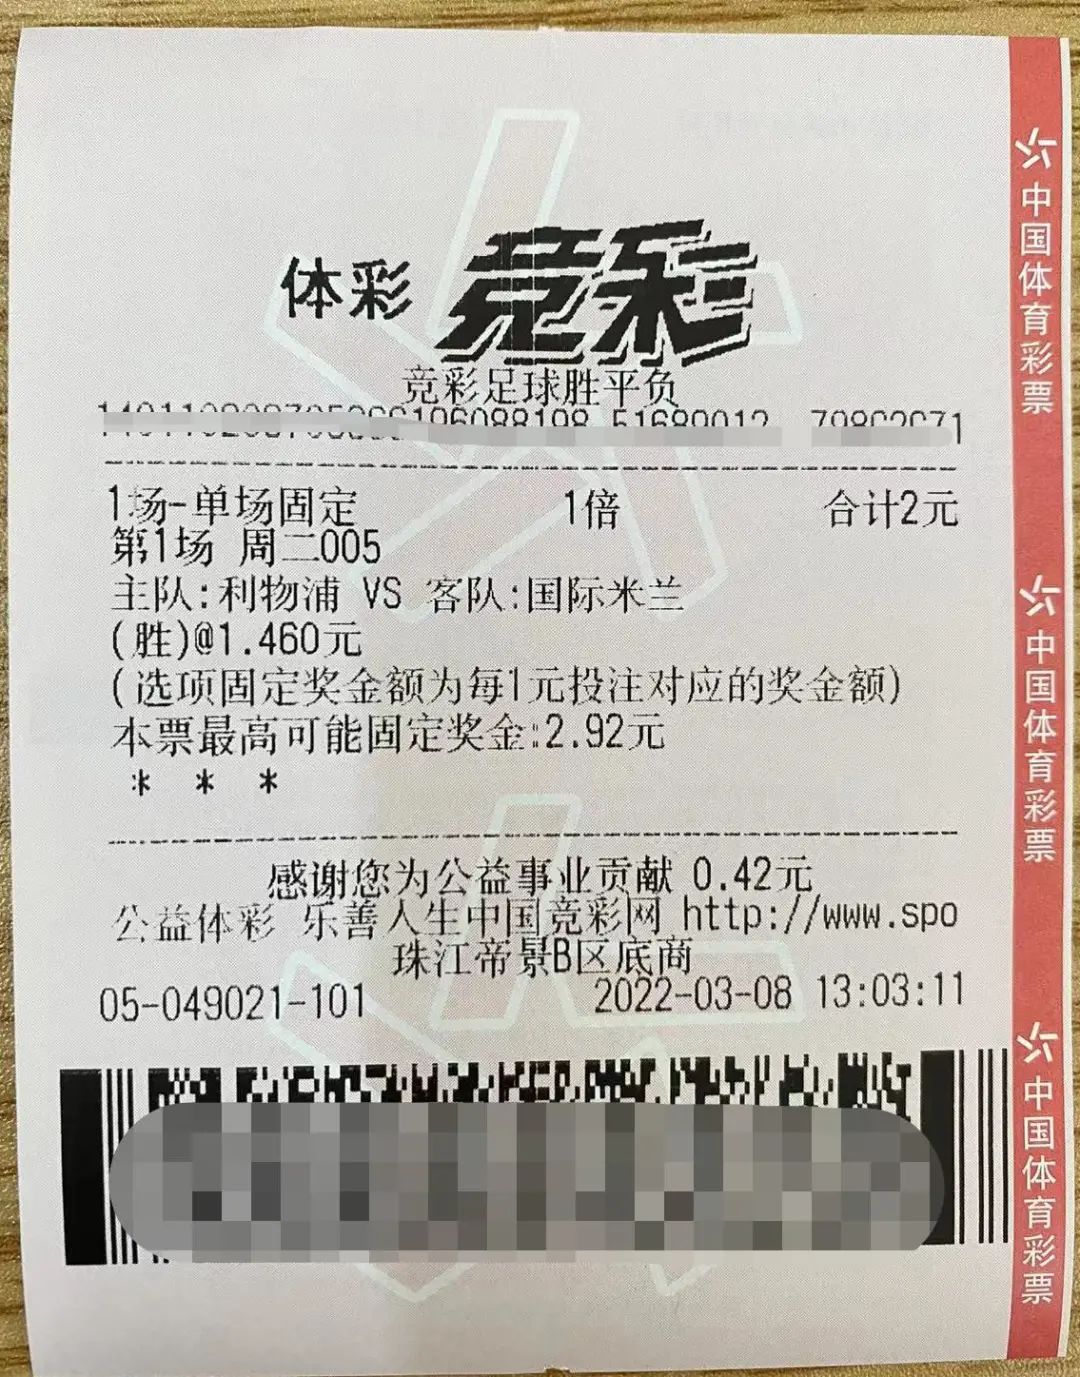 体彩 竞彩
竞彩足球胜平负
1场-单场固定 1倍 合计2元
第1场 周二005
主队:利物浦 VS 客队:国际米兰
(胜)@1.460元
(选项固定奖金额为每1元投注对应的奖金额)
本票最高可能固定奖金:2.92元
* * *
感谢您为公益事业贡献 0.42元
公益体彩 乐善人生中国竞彩网 http://www.spo
珠江帝景B区底商
05-049021-101 2022-03-08 13:03:11
中国体育彩票
中国体育彩票
中国体育彩票